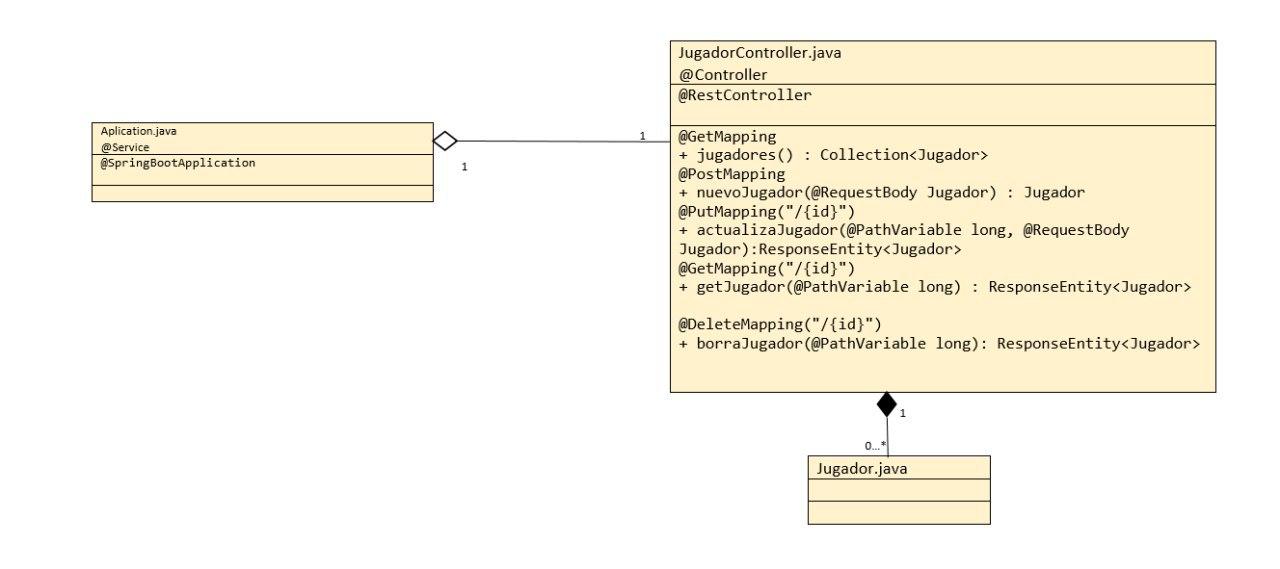 Aplication.java
@Service
@SpringBootApplication
1
1
JugadorController.java
@Controller
@RestController
@GetMapping
+ jugadores() : Collection<Jugador>
@PostMapping
+ nuevoJugador(@RequestBody Jugador) : Jugador
@PutMapping("/{id}")
+ actualizaJugador(@PathVariable long, @RequestBody
Jugador):ResponseEntity<Jugador>
@GetMapping("/{id}")
+ getJugador(@PathVariable long) : ResponseEntity<Jugador>
@DeleteMapping("/{id}")
+ borraJugador(@PathVariable long): ResponseEntity<Jugador>
1
0...*
Jugador.java